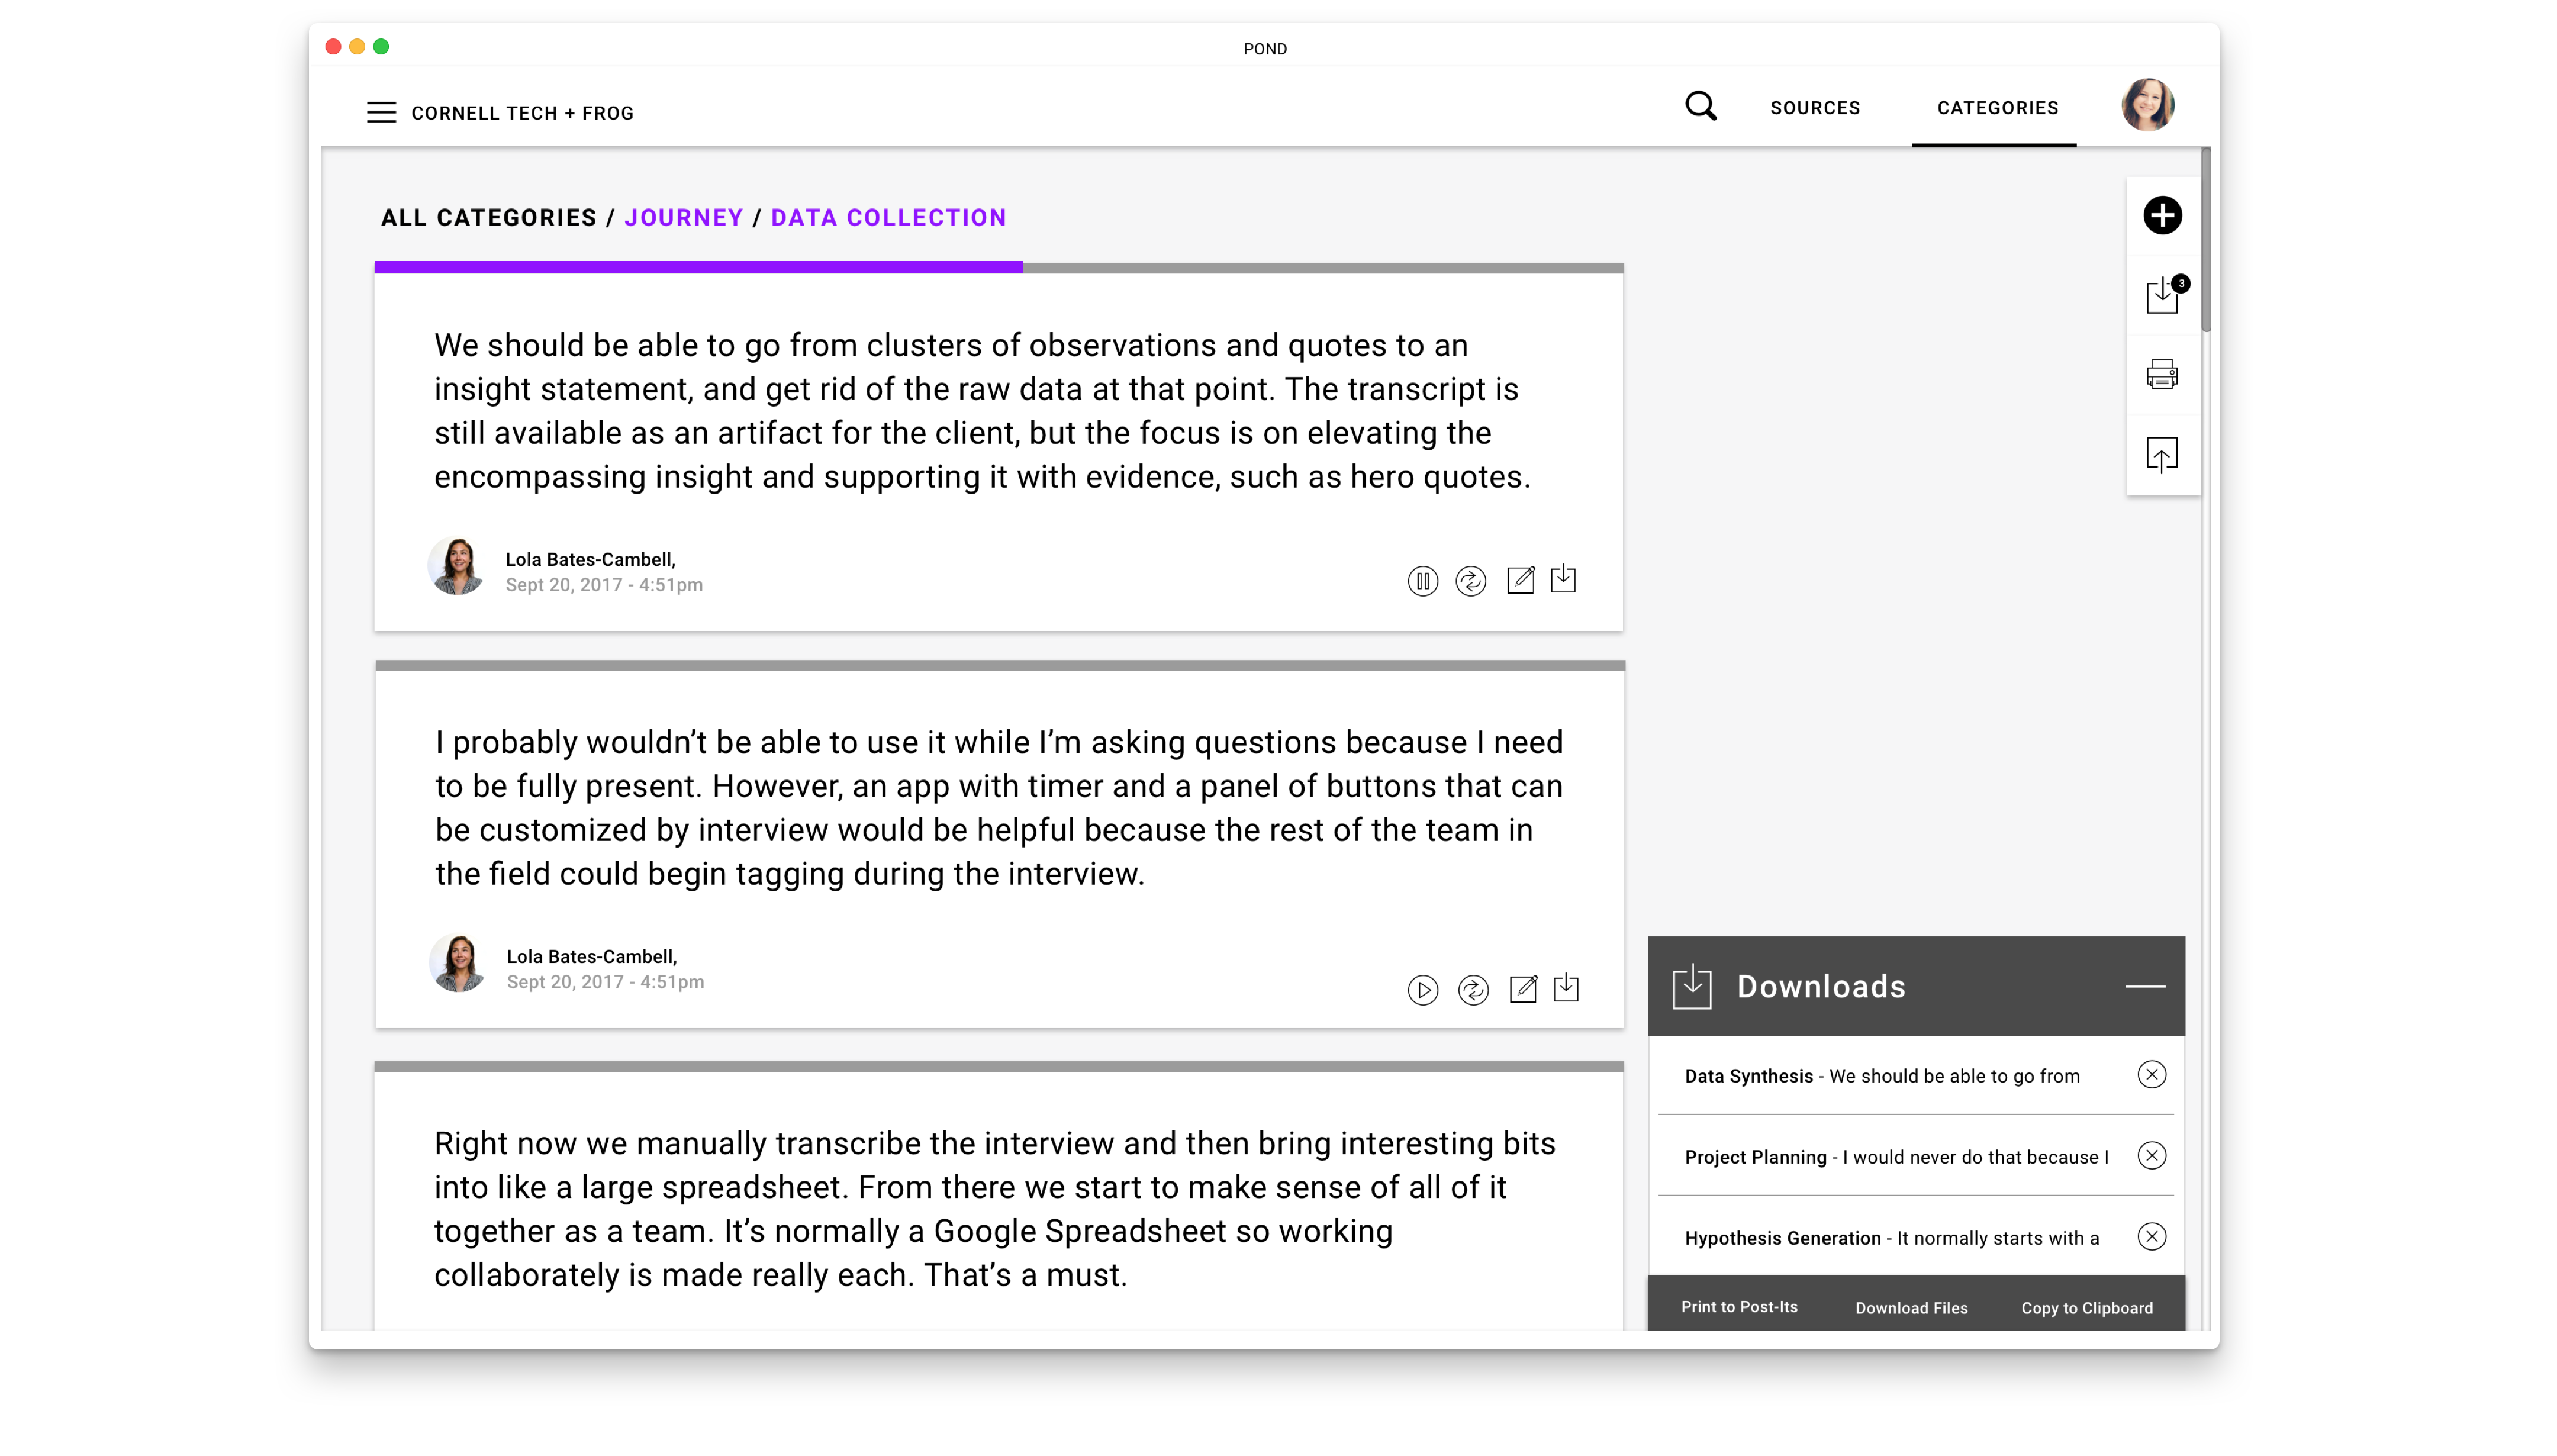 POND
CORNELL TECH + FROG
SOURCES
CATEGORIES
ALL CATEGORIES / JOURNEY / DATA COLLECTION
3
We should be able to go from clusters of observations and quotes to an
insight statement, and get rid of the raw data at that point. The transcript is
still available as an artifact for the client, but the focus is on elevating the
encompassing insight and supporting it with evidence, such as hero quotes.
Lola Bates-Cambell,
Sept 20, 2017 - 4:51pm
I probably wouldn’t be able to use it while I’m asking questions because I need
to be fully present. However, an app with timer and a panel of buttons that can
be customized by interview would be helpful because the rest of the team in
the field could begin tagging during the interview.
Lola Bates-Cambell,
Sept 20, 2017 - 4:51pm
Right now we manually transcribe the interview and then bring interesting bits
into like a large spreadsheet. From there we start to make sense of all of it
together as a team. It’s normally a Google Spreadsheet so working
collaborately is made really each. That’s a must.
Downloads
Data Synthesis - We should be able to go from
Project Planning - I would never do that because I
Hypothesis Generation - It normally starts with a
Print to Post-Its
Download Files
Copy to Clipboard